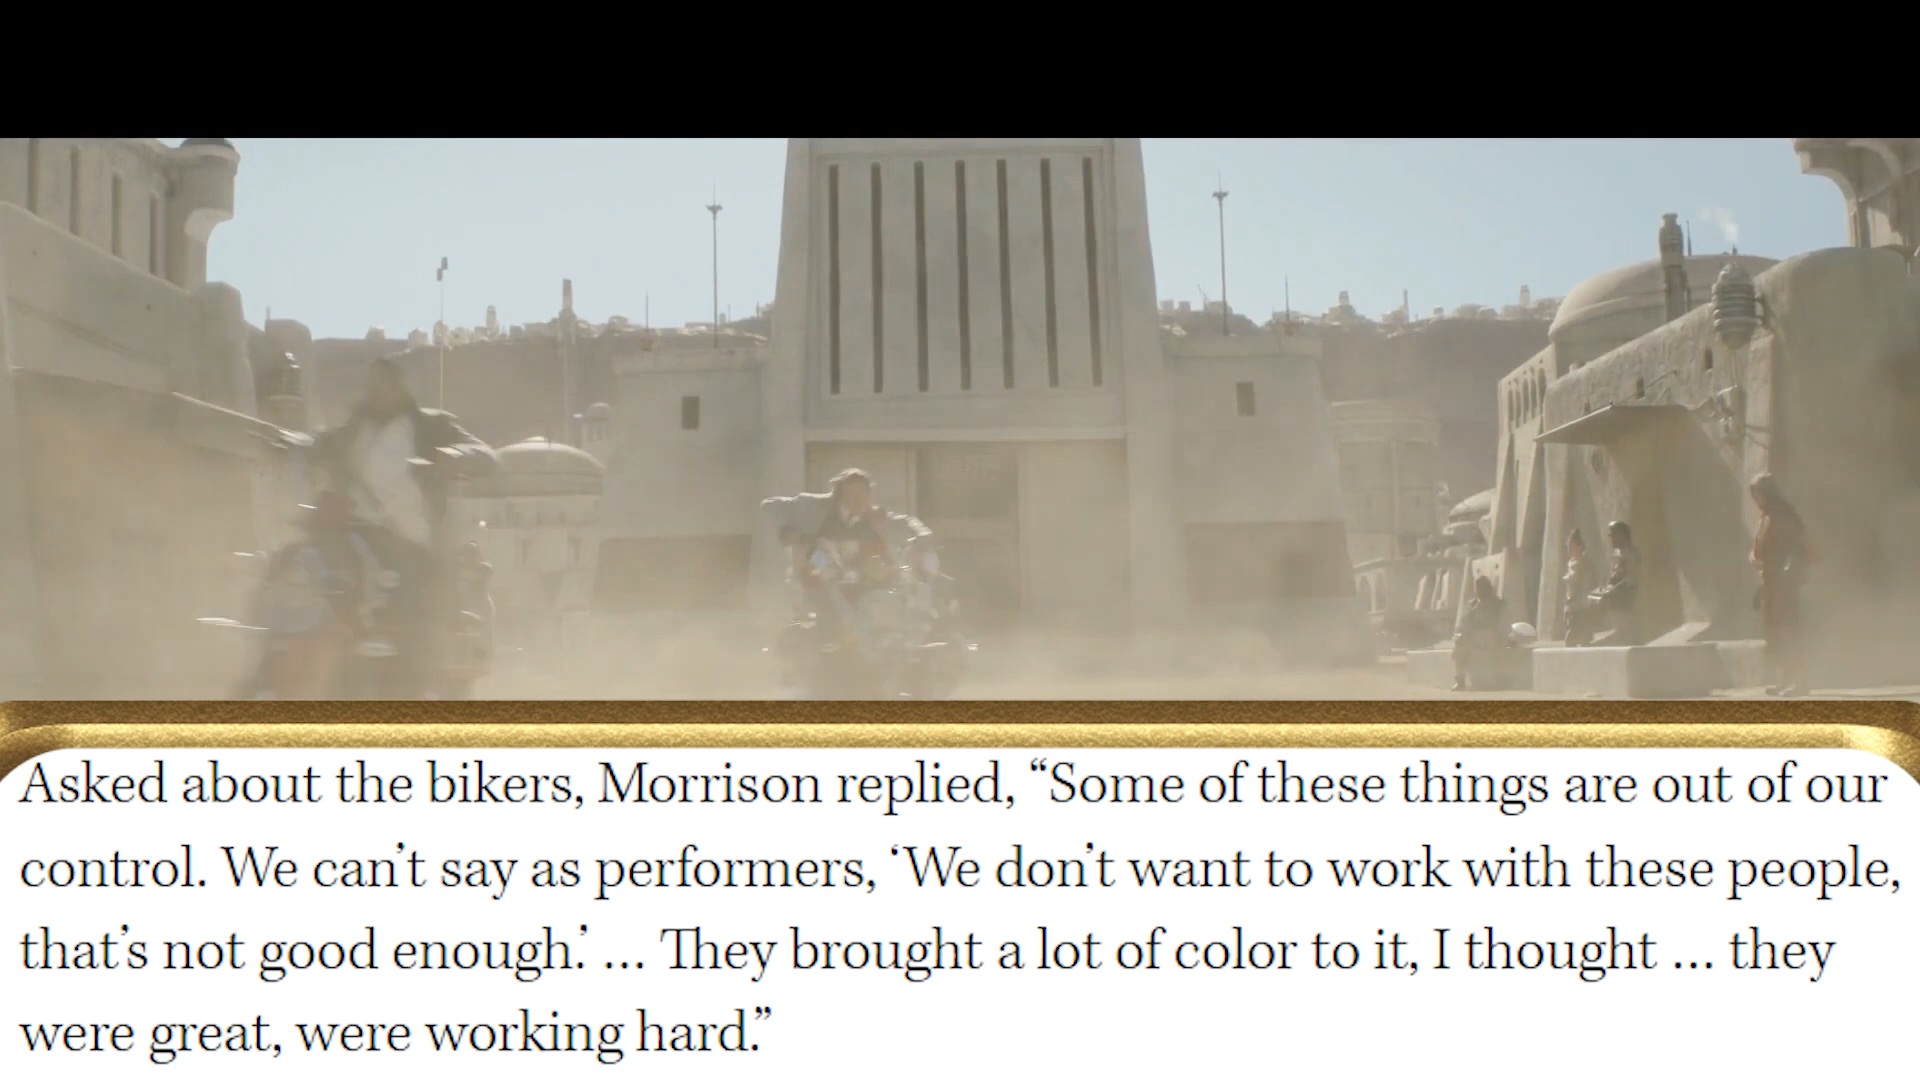 Asked about the bikers, Morrison replied, “Some of these things are out of our
control. We can’t say as performers, ‘We don’t want to work with these people,
that’s not good enough.’ … They brought a lot of color to it, I thought … they
were great, were working hard.”